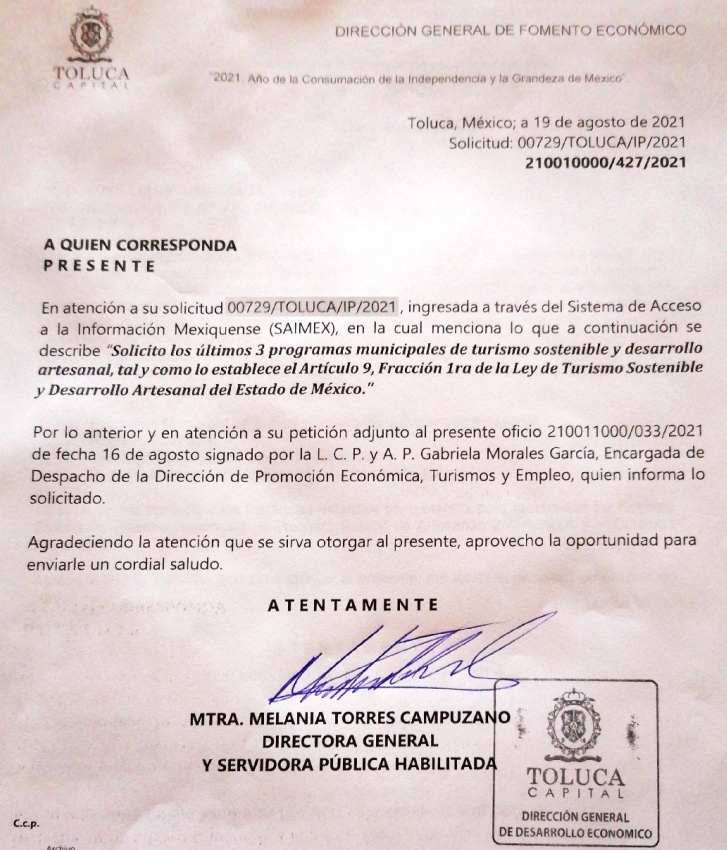 TOLUCA
CAPITAL
DIRECCIÓN GENERAL DE FOMENTO ECONÓMICO
"2021. Año de la Consumación de la Independencia y la Grandeza de México".
Toluca, México; a 19 de agosto de 2021
Solicitud: 00729/TOLUCA/IP/2021
210010000/427/2021
A QUIEN CORRESPONDA
PRESENTE
En atención a su solicitud 00729/TOLUCA/IP/2021, ingresada a través del Sistema de Acceso
a la Información Mexiquense (SAIMEX), en la cual menciona lo que a continuación se
describe "Solicito los últimos 3 programas municipales de turismo sostenible y desarrollo
artesanal, tal y como lo establece el Artículo 9, Fracción 1ra de la Ley de Turismo Sostenible
y Desarrollo Artesanal del Estado de México."
Por lo anterior y en atención a su petición adjunto al presente oficio 210011000/033/2021
de fecha 16 de agosto signado por la L. C. P. y A. P. Gabriela Morales García, Encargada de
Despacho de la Dirección de Promoción Económica, Turismos y Empleo, quien informa lo
solicitado.
Agradeciendo la atención que se sirva otorgar al presente, aprovecho la oportunidad para
enviarle un cordial saludo.
ATENTAMENTE
MTRA. MELANIA TORRES CAMPUZANO
DIRECTORA GENERAL
Y SERVIDORA PÚBLICA HABILITADA
TOLUCA
CAPITAL
DIRECCIÓN GENERAL
DE DESARROLLO ECONOMICO
C.c.p.
Archivo